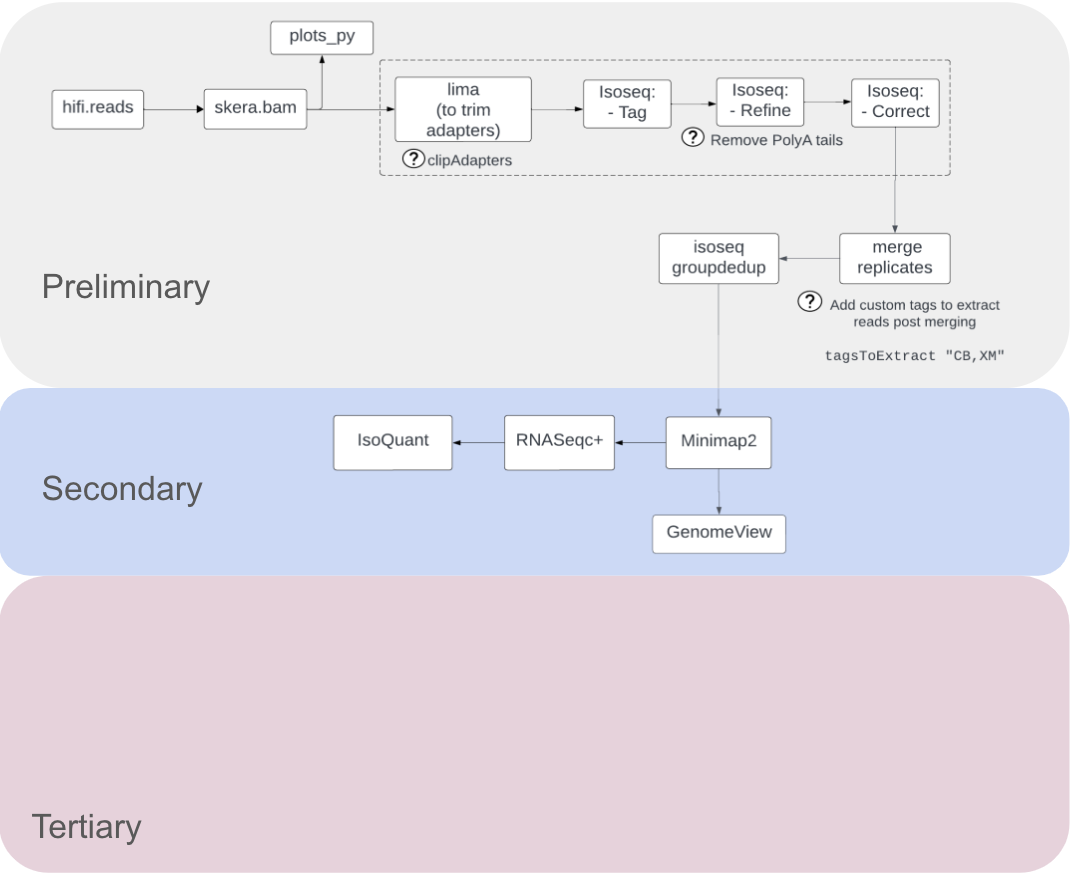 plots_py
hifi.reads
skera.bam
lima
(to trim
adapters)
Isoseq:
- Tag
Isoseq:
- Refine
Isoseq:
- Correct
? clipAdapters
? Remove PolyA tails
isoseq
groupdedup
merge
replicates
Preliminary
? Add custom tags to extract
reads post merging
tagsToExtract "CB,XM"
IsoQuant
RNASeqc+
Minimap2
Secondary
GenomeView
Tertiary